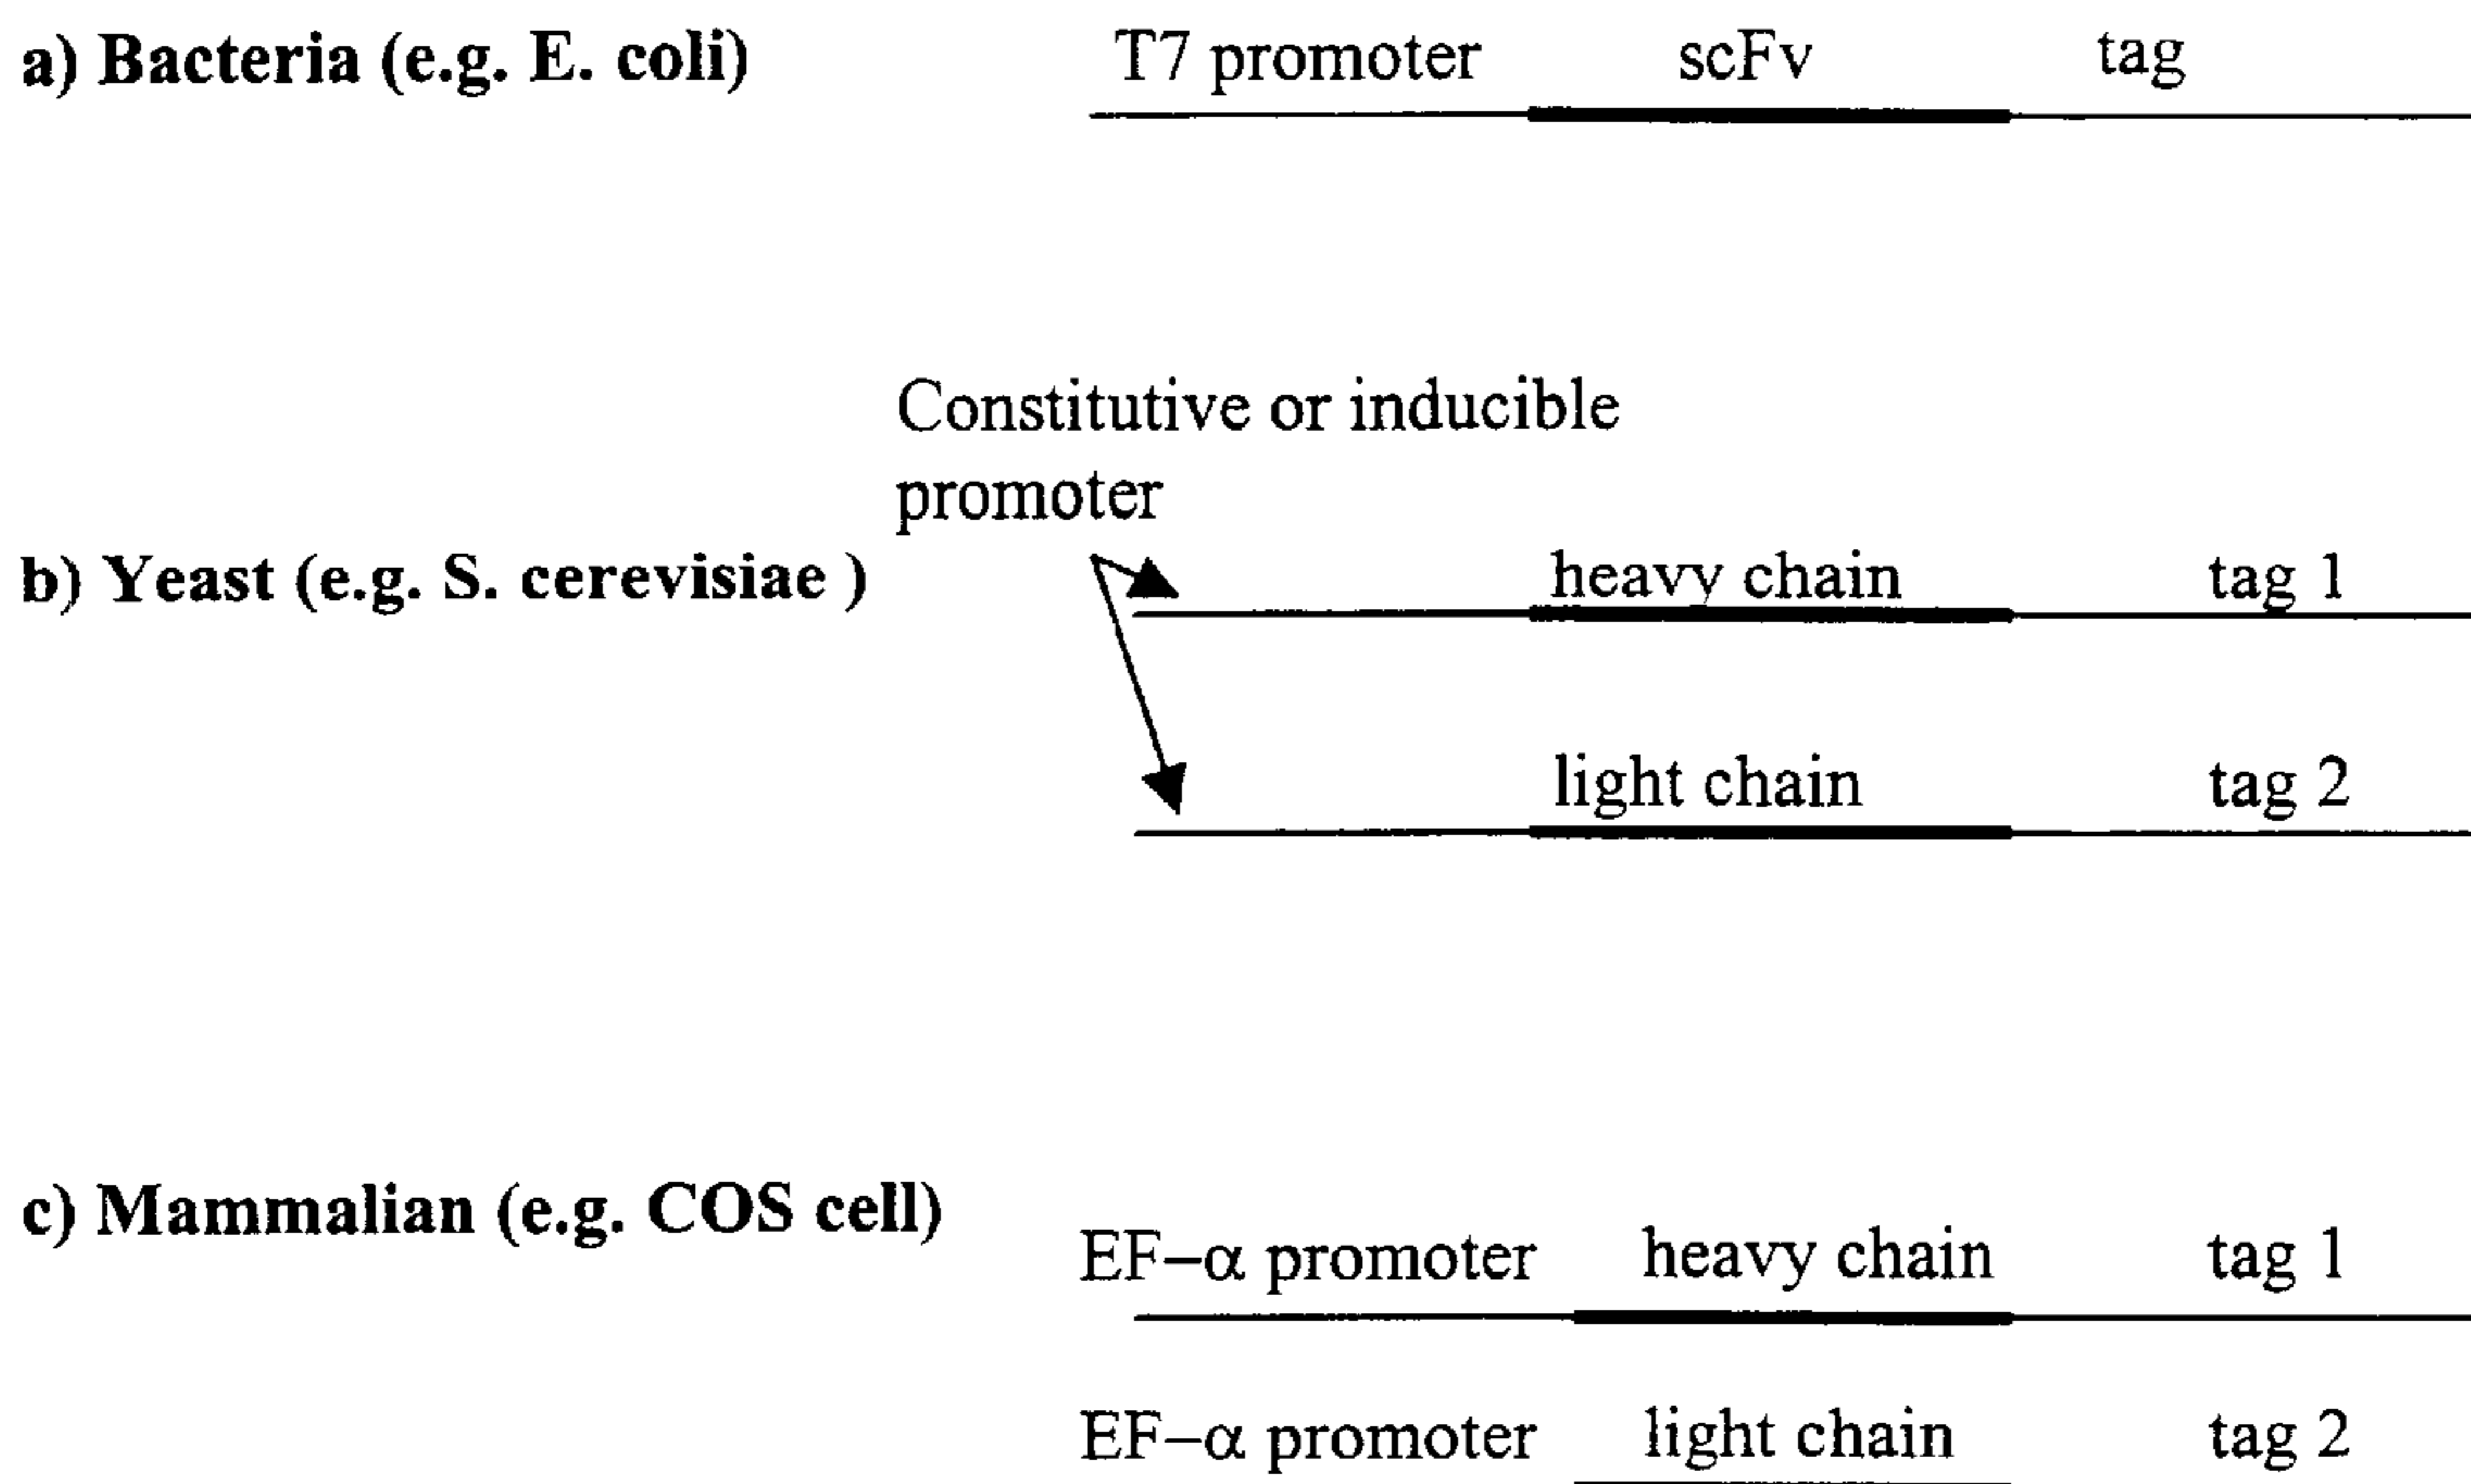 a) Bacteria (e.g. E. coli) T7 promoter scFv tag
Constitutive or inducible
promoter
b) Yeast (e.g. S. cerevisiae ) heavy chain tag 1
light chain tag 2
c) Mammalian (e.g. COS cell)
EF–α promoter heavy chain tag 1
EF–α promoter light chain tag 2